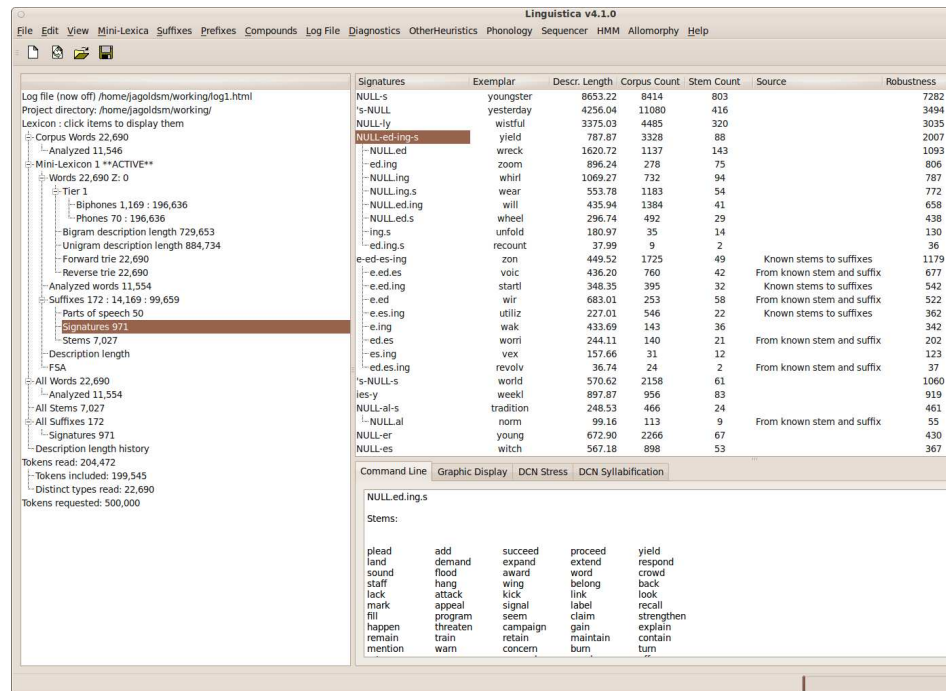 Linguistica v4.1.0
File Edit View Mini-Lexica Suffixes Prefixes Compounds Log File Diagnostics OtherHeuristics Phonology Sequencer HMM Allomorphy Help
Log file (now off) /home/jagoldsm/working/log1.html
Project directory: /home/jagoldsm/working/
Lexicon : click items to display them
Corpus Words 22,690
Analyzed 11,546
Mini-Lexicon 1 **ACTIVE**
Words 22,690 Z: 0
Tier 1
Biphones 1,169 : 196,636
Phones 70 : 196,636
Bigram description length 729,653
Unigram description length 884,734
Forward trie 22,690
Reverse trie 22,690
Analyzed words 11,554
Suffixes 172 : 14,169 : 99,659
Parts of speech 50
Signatures 971
Stems 7,027
Description length
FSA
All Words 22,690
Analyzed 11,554
All Stems 7,027
All Suffixes 172
Signatures 971
Description length history
Tokens read: 204,472
Tokens included: 199,545
Distinct types read: 22,690
Tokens requested: 500,000
Signatures Exemplar Descr. Length Corpus Count Stem Count Source Robustness
NULL-s youngster 8653.22 8414 803 7282
's-NULL yesterday 4256.04 11080 416 3494
NULL-ly wistful 3375.03 4485 320 3035
NULL-ed-ing-s yield 787.87 3328 88 2007
NULL.ed wreck 1620.72 1137 143 1093
ed.ing zoom 896.24 278 75 806
NULL.ing whirl 1069.27 732 94 787
NULL.ing.s wear 553.78 1183 54 772
NULL.ed.ing will 435.94 1384 41 658
NULL.ed.s wheel 296.74 492 29 438
ing.s unfold 180.97 35 14 130
ed.ing.s recount 37.99 9 2 36
e-ed-es-ing zon 449.52 1725 49 Known stems to suffixes 1179
e.ed.es voic 436.20 760 42 From known stem and suffix 677
e.ed.ing startl 348.35 395 32 Known stems to suffixes 542
e.ed wir 683.01 253 58 From known stem and suffix 522
e.es.ing utiliz 227.01 546 22 Known stems to suffixes 362
e.ing wak 433.69 143 36 342
ed.es worri 244.11 140 21 From known stem and suffix 202
es.ing vex 157.66 31 12 123
ed.es.ing revolv 36.74 24 2 From known stem and suffix 37
's-NULL-s world 570.62 2158 61 1060
ies-y weekl 897.87 956 83 919
NULL-al-s tradition 248.53 466 24 461
NULL.al norm 99.16 113 9 From known stem and suffix 55
NULL-er young 672.90 2266 67 430
NULL-es witch 567.18 898 53 367
Command Line Graphic Display DCN Stress DCN Syllabification
NULL.ed.ing.s
Stems:
plead add succeed proceed yield
land demand expand extend respond
sound flood award word crowd
staff hang wing belong back
lack attack kick link look
mark appeal signal label recall
fill program seem claim strengthen
happen threaten campaign gain explain
remain train retain maintain contain
mention warn concern burn turn